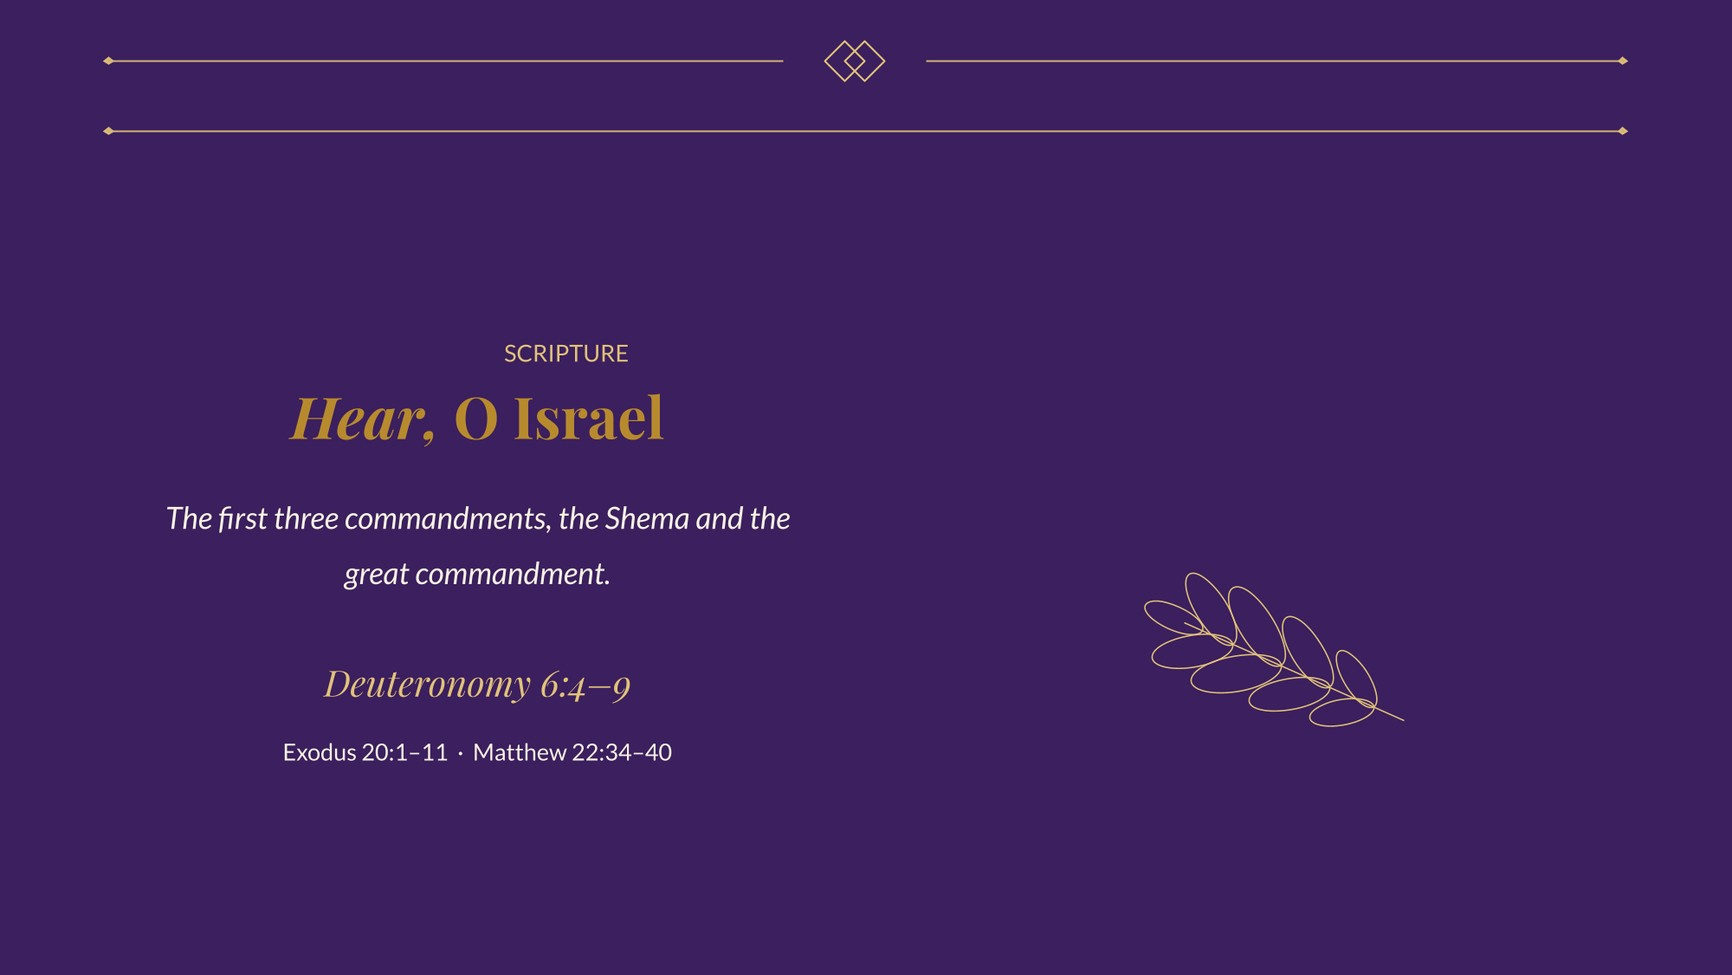 SCRIPTURE
Hear, O Israel
The first three commandments, the Shema and the
great commandment.
Deuteronomy 6:4–9
Exodus 20:1–11 · Matthew 22:34–40